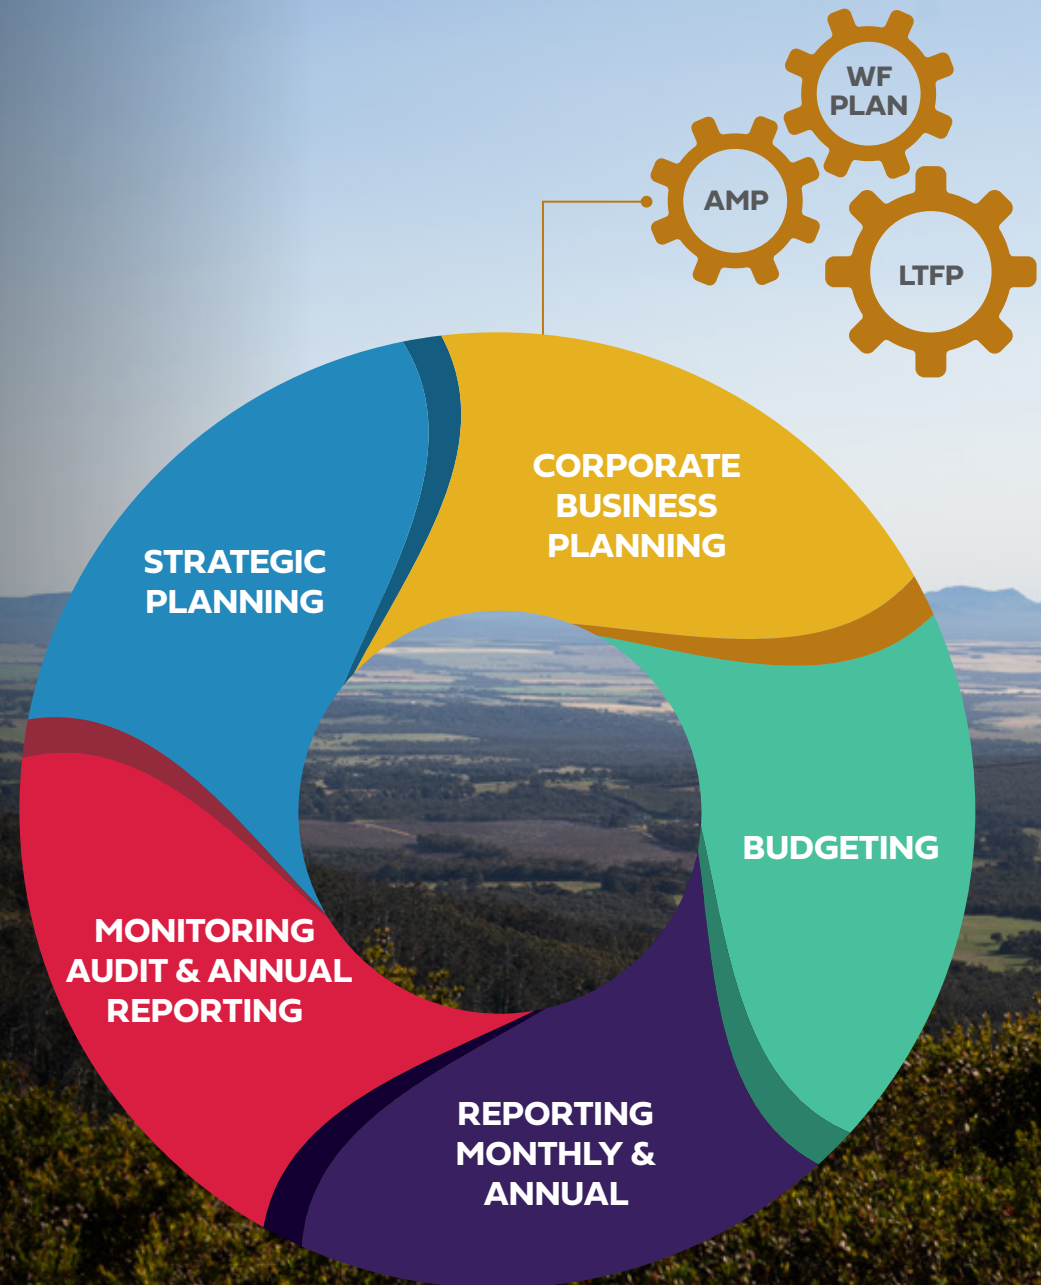 WF
PLAN
AMP
LTFP
CORPORATE
BUSINESS
PLANNING
STRATEGIC
PLANNING
BUDGETING
MONITORING
AUDIT & ANNUAL
REPORTING
REPORTING
MONTHLY &
ANNUAL